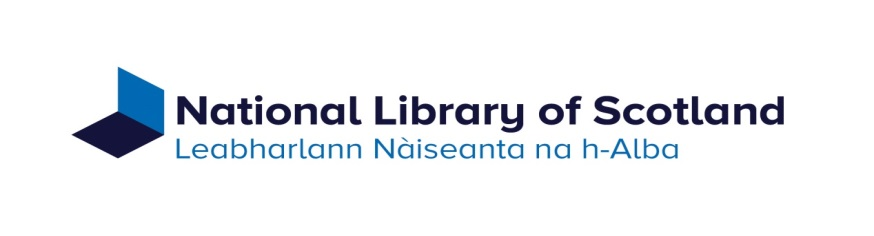 National Library of Scotland
Leabharlann Nàiseanta na h-Alba